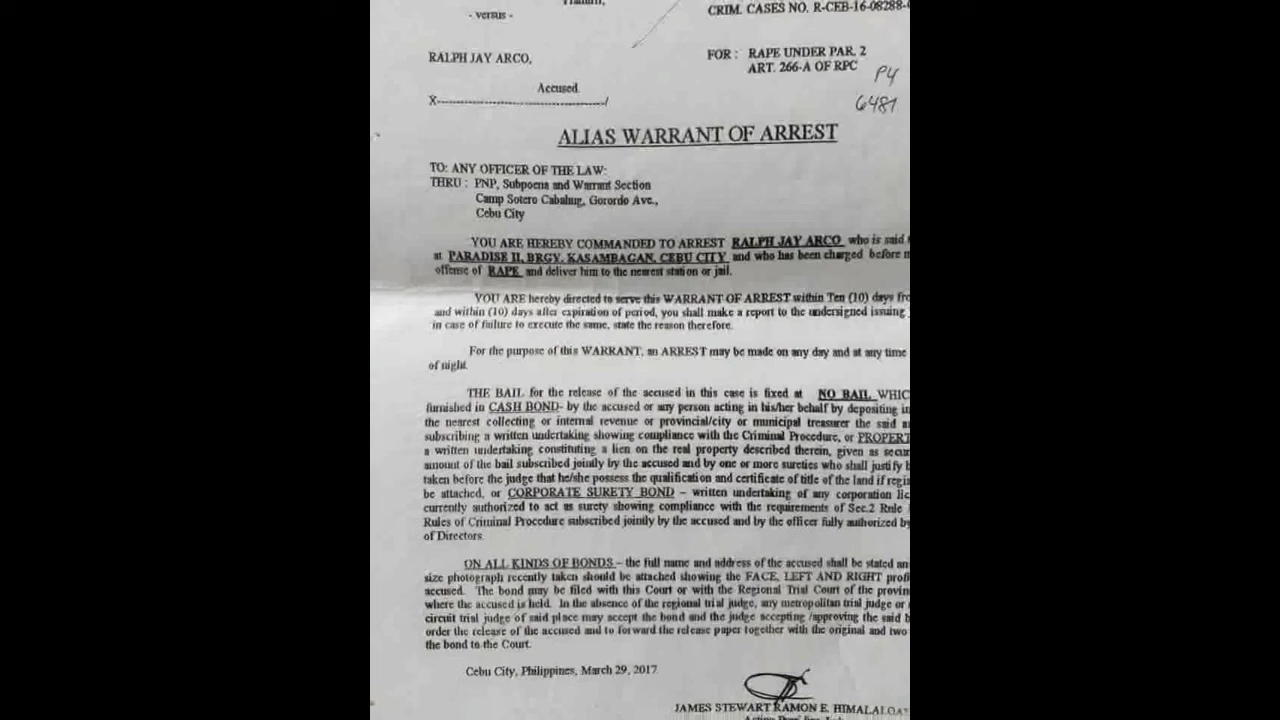 - versus -
CRIM. CASES NO. R-CEB-16-08288-
RALPH JAY ARCO,
FOR : RAPE UNDER PAR. 2
ART. 266-A OF RPC
P4
6481
Accused.
X---------------------------------/
ALIAS WARRANT OF ARREST
TO: ANY OFFICER OF THE LAW:
THRU : PNP, Subpoena and Warrant Section
Camp Sotero Cabahug, Gorordo Ave.,
Cebu City
YOU ARE HEREBY COMMANDED TO ARREST RALPH JAY ARCO who is said
at PARADISE II, BRGY. KASAMBAGAN, CEBU CITY and who has been charged before
offense of RAPE and deliver him to the nearest station or jail.
YOU ARE hereby directed to serve this WARRANT OF ARREST within Ten (10) days
and within (10) days after expiration of period, you shall make a report to the undersigned issuing
in case of failure to execute the same, state the reason therefore.
For the purpose of this WARRANT, an ARREST may be made on any day and at any time
of night.
THE BAIL for the release of the accused in this case is fixed at NO BAIL WHIC
furnished in CASH BOND- by the accused or any person acting in his/her behalf by depositing in
the nearest collecting or internal revenue or provincial/city or municipal treasurer the said
subscribing a written undertaking showing compliance with the Criminal Procedure, or PROPERT
a written undertaking constituting a lien on the real property described therein, given as secur
amount of the bail subscribed jointly by the accused and by one or more sureties who shall justify
taken before the judge that he/she possess the qualification and certificate of title of the land if regi
be attached, or CORPORATE SURETY BOND – written undertaking of any corporation lic
currently authorized to act as surety showing compliance with the requirements of Sec.2 Rule
Rules of Criminal Procedure subscribed jointly by the accused and by the officer fully authorized by
of Directors.
ON ALL KINDS OF BONDS – the full name and address of the accused shall be stated an
size photograph recently taken should be attached showing the FACE, LEFT AND RIGHT profi
accused. The bond may be filed with this Court or with the Regional Trial Court of the provin
where the accused is held. In the absence of the regional trial judge, any metropolitan trial judge or
circuit trial judge of said place may accept the bond and the judge accepting /approving the said b
order the release of the accused and to forward the release paper together with the original and two
the bond to the Court.
Cebu City, Philippines, March 29, 2017
JAMES STEWART RAMON E. HIMALALOA